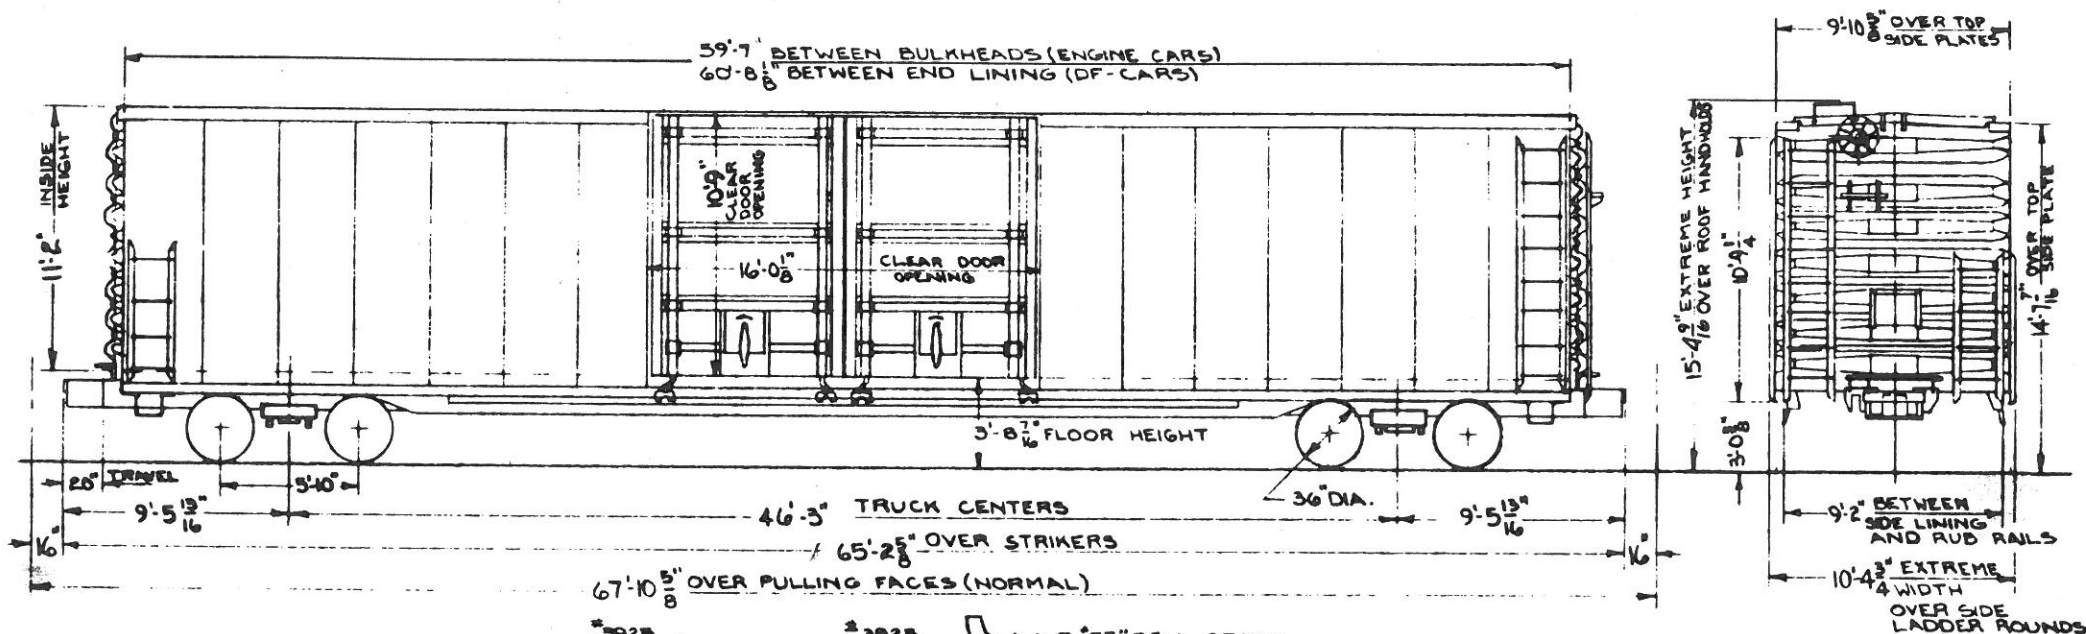 59'-7" BETWEEN BULKHEADS (ENGINE CARS)
60'-8 1/8" BETWEEN END LINING (DF-CARS)
9'-10 5/8" OVER TOP
SIDE PLATES
11'-2" INSIDE
HEIGHT
10'-9"
CLEAR
DOOR
OPENING
16'-0 1/8"
CLEAR DOOR
OPENING
15'-4 9/16" EXTREME HEIGHT
OVER ROOF HANDHOLDS
10'-4 1/4"
14'-7 7/16" OVER TOP
SIDE PLATE
3'-8 7/16" FLOOR HEIGHT
3'-0 3/8"
20" TRAVEL
5'-10"
36" DIA.
9'-5 13/16"
46'-3" TRUCK CENTERS
9'-5 13/16"
9'-2" BETWEEN
SIDE LINING
AND RUB RAILS
16"
65'-2 5/8" OVER STRIKERS
16"
67'-10 5/8" OVER PULLING FACES (NORMAL)
10'-4 3/4" EXTREME
WIDTH
OVER SIDE
LADDER ROUNDS